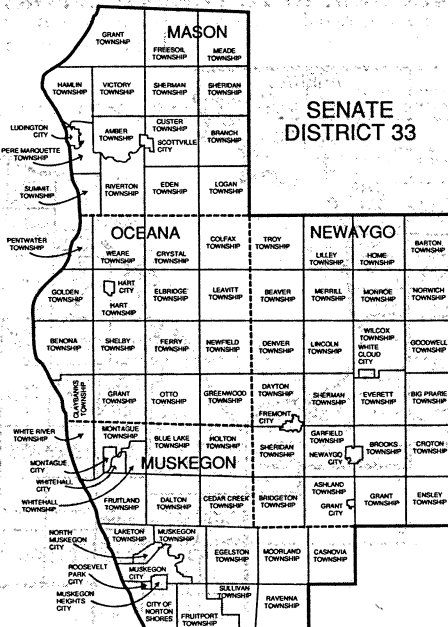 MASON
GRANT
TOWNSHIP
FREESOIL
TOWNSHIP
MEADE
TOWNSHIP
HAMLIN
TOWNSHIP
VICTORY
TOWNSHIP
SHERMAN
TOWNSHIP
SHERIDAN
TOWNSHIP
SENATE
DISTRICT 33
LUDINGTON
CITY
AMBER
TOWNSHIP
CUSTER
TOWNSHIP
SCOTTVILLE
CITY
BRANCH
TOWNSHIP
PERE MARQUETTE
TOWNSHIP
SUMMIT
TOWNSHIP
RIVERTON
TOWNSHIP
EDEN
TOWNSHIP
LOGAN
TOWNSHIP
OCEANA
NEWAYGO
PENTWATER
TOWNSHIP
WEARE
TOWNSHIP
CRYSTAL
TOWNSHIP
COLFAX
TOWNSHIP
TROY
TOWNSHIP
LILLEY
TOWNSHIP
HOME
TOWNSHIP
BARTON
TOWNSHIP
GOLDEN
TOWNSHIP
HART
CITY
HART
TOWNSHIP
ELBRIDGE
TOWNSHIP
LEAVITT
TOWNSHIP
BEAVER
TOWNSHIP
MERRILL
TOWNSHIP
MONROE
TOWNSHIP
NORWICH
TOWNSHIP
BENONA
TOWNSHIP
SHELBY
TOWNSHIP
FERRY
TOWNSHIP
NEWFIELD
TOWNSHIP
DENVER
TOWNSHIP
LINCOLN
TOWNSHIP
WILCOX
TOWNSHIP
WHITE
CLOUD
CITY
GOODWELL
TOWNSHIP
CLAYBANKS
TOWNSHIP
GRANT
TOWNSHIP
OTTO
TOWNSHIP
GREENWOOD
TOWNSHIP
DAYTON
TOWNSHIP
FREMONT
CITY
SHERMAN
TOWNSHIP
EVERETT
TOWNSHIP
BIG PRARIE
TOWNSHIP
WHITE RIVER
TOWNSHIP
MONTAGUE
TOWNSHIP
BLUE LAKE
TOWNSHIP
HOLTON
TOWNSHIP
SHERIDAN
TOWNSHIP
GARFIELD
TOWNSHIP
NEWAYGO
CITY
BROOKS
TOWNSHIP
CROTON
TOWNSHIP
MUSKEGON
MONTAGUE
CITY
WHITEHALL
CITY
WHITEHALL
TOWNSHIP
FRUITLAND
TOWNSHIP
DALTON
TOWNSHIP
CEDAR CREEK
TOWNSHIP
BRIDGETON
TOWNSHIP
ASHLAND
TOWNSHIP
GRANT
CITY
GRANT
TOWNSHIP
ENSLEY
TOWNSHIP
NORTH
MUSKEGON
CITY
LAKETON
TOWNSHIP
MUSKEGON
TOWNSHIP
EGELSTON
TOWNSHIP
MOORLAND
TOWNSHIP
CASNOVIA
TOWNSHIP
ROOSEVELT
PARK
CITY
MUSKEGON
CITY
MUSKEGON
HEIGHTS
CITY
CITY OF
NORTON
SHORES
SULLIVAN
TOWNSHIP
FRUITPORT
TOWNSHIP
RAVENNA
TOWNSHIP